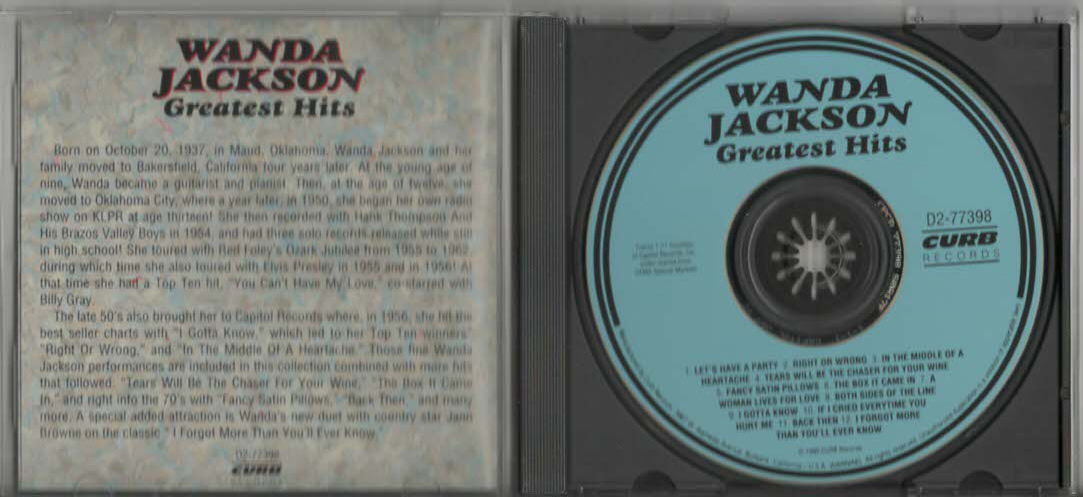 WANDA
JACKSON
Greatest Hits
Born on October 20, 1937, in Maud, Oklahoma, Wanda Jackson and her
family moved to Bakersfield, California four years later. At the young age of
nine, Wanda became a guitarist and pianist. Then, at the age of twelve, she
moved to Oklahoma City, where a year later, in 1950, she began her own radio
show on KLPR at age thirteen! She then recorded with Hank Thompson And
His Brazos Valley Boys in 1954, and had three solo records released while still
in high school! She toured with Red Foley's Ozark Jubilee from 1955 to 1962,
during which time she also toured with Elvis Presley in 1955 and in 1956! At
that time she had a Top Ten hit, "You Can't Have My Love," co-starred with
Billy Gray.
The late 50's also brought her to Capitol Records where, in 1956, she hit the
best seller charts with "I Gotta Know," which led to her Top Ten winners
"Right Or Wrong," and "In The Middle Of A Heartache." Those fine Wanda
Jackson performances are included in this collection combined with more hits
that followed. "Tears Will Be The Chaser For Your Wine," "The Box It Came
In," and right into the 70's with "Fancy Satin Pillows," "Back Then," and many
more. A special added attraction is Wanda's new duet with country star Jann
Browne on the classic " I Forgot More Than You'll Ever Know."
D2-77398
CURB
WANDA
JACKSON
Greatest Hits
D2-77398
CURB
RECORDS
1. LET'S HAVE A PARTY 2. RIGHT OR WRONG 3. IN THE MIDDLE OF A
HEARTACHE 4. TEARS WILL BE THE CHASER FOR YOUR WINE
5. FANCY SATIN PILLOWS 6. THE BOX IT CAME IN 7. A
WOMAN LIVES FOR LOVE 8. BOTH SIDES OF THE LINE
9. I GOTTA KNOW 10. IF I CRIED EVERYTIME YOU
HURT ME 11. BACK THEN 12. I FORGOT MORE
THAN YOU'LL EVER KNOW
CURB Records